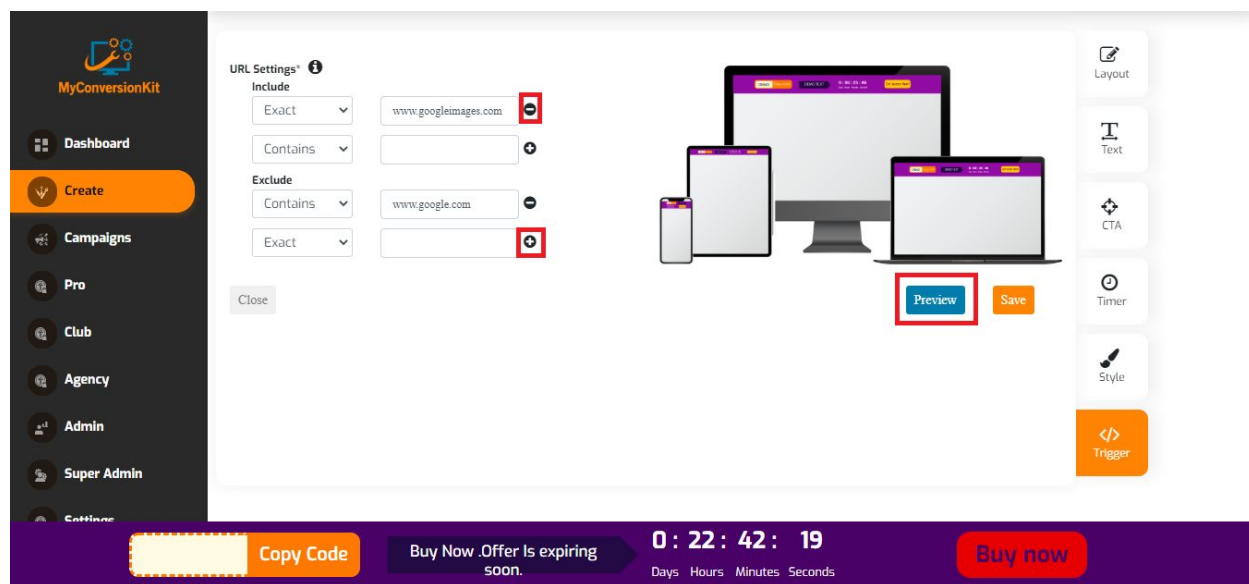 MyConversionKit
Dashboard
Create
Campaigns
Pro
Club
Agency
Admin
Super Admin
Settings
URL Settings*
Include
Exact www.googleimages.com
Contains
Exclude
Contains www.google.com
Exact
Close
Preview Save
Layout
Text
CTA
Timer
Style
Trigger
Copy Code
Buy Now .Offer Is expiring
soon.
0 : 22 : 42 : 19
Days Hours Minutes Seconds
Buy now